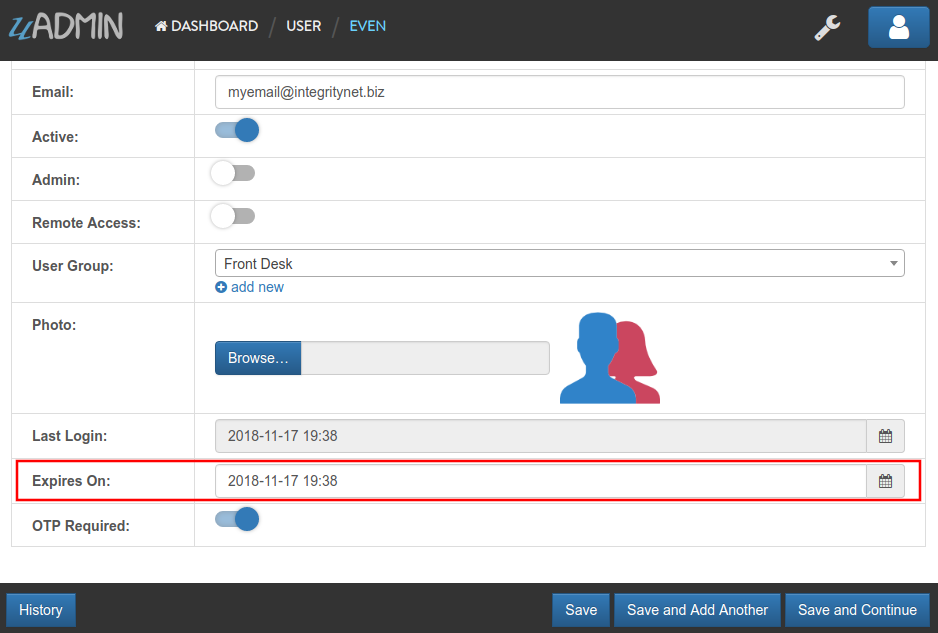 uADMIN DASHBOARD / USER / EVEN
Email: myemail@integritynet.biz
Active:
Admin:
Remote Access:
User Group: Front Desk
add new
Photo:
Browse...
Last Login: 2018-11-17 19:38
Expires On: 2018-11-17 19:38
OTP Required:
History Save Save and Add Another Save and Continue